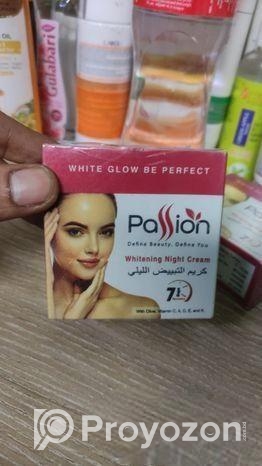 OIL
Gulabari
WHITE GLOW BE PERFECT
Passion
Define Beauty, Define You
Whitening Night Cream
كريم التبييض الليلي
7
With Olive, Vitamin C, A, D, E, and K
Proyozon